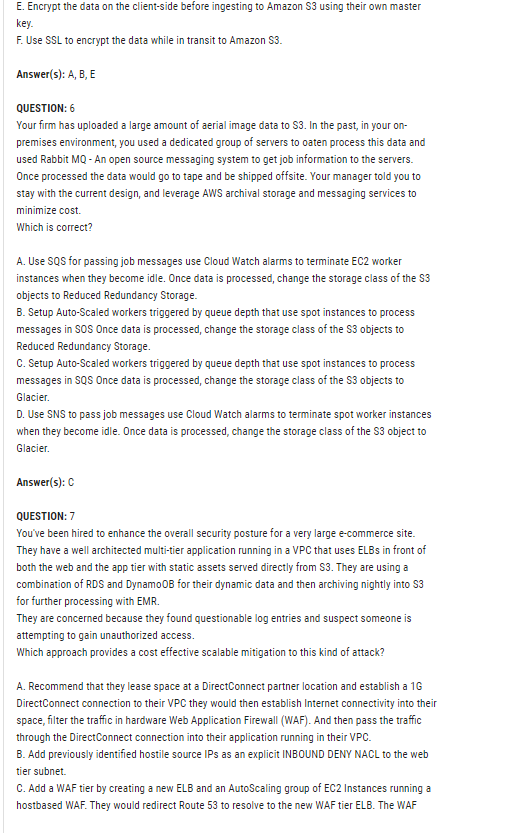 E. Encrypt the data on the client-side before ingesting to Amazon S3 using their own master
key.
F. Use SSL to encrypt the data while in transit to Amazon S3.
Answer(s): A, B, E
QUESTION: 6
Your firm has uploaded a large amount of aerial image data to S3. In the past, in your on-
premises environment, you used a dedicated group of servers to oaten process this data and
used Rabbit MQ - An open source messaging system to get job information to the servers.
Once processed the data would go to tape and be shipped offsite. Your manager told you to
stay with the current design, and leverage AWS archival storage and messaging services to
minimize cost.
Which is correct?
A. Use SQS for passing job messages use Cloud Watch alarms to terminate EC2 worker
instances when they become idle. Once data is processed, change the storage class of the S3
objects to Reduced Redundancy Storage.
B. Setup Auto-Scaled workers triggered by queue depth that use spot instances to process
messages in SOS Once data is processed, change the storage class of the S3 objects to
Reduced Redundancy Storage.
C. Setup Auto-Scaled workers triggered by queue depth that use spot instances to process
messages in SQS Once data is processed, change the storage class of the S3 objects to
Glacier.
D. Use SNS to pass job messages use Cloud Watch alarms to terminate spot worker instances
when they become idle. Once data is processed, change the storage class of the S3 object to
Glacier.
Answer(s): C
QUESTION: 7
You've been hired to enhance the overall security posture for a very large e-commerce site.
They have a well architected multi-tier application running in a VPC that uses ELBs in front of
both the web and the app tier with static assets served directly from S3. They are using a
combination of RDS and DynamoOB for their dynamic data and then archiving nightly into S3
for further processing with EMR.
They are concerned because they found questionable log entries and suspect someone is
attempting to gain unauthorized access.
Which approach provides a cost effective scalable mitigation to this kind of attack?
A. Recommend that they lease space at a DirectConnect partner location and establish a 1G
DirectConnect connection to their VPC they would then establish Internet connectivity into their
space, filter the traffic in hardware Web Application Firewall (WAF). And then pass the traffic
through the DirectConnect connection into their application running in their VPC.
B. Add previously identified hostile source IPs as an explicit INBOUND DENY NACL to the web
tier subnet.
C. Add a WAF tier by creating a new ELB and an AutoScaling group of EC2 Instances running a
hostbased WAF. They would redirect Route 53 to resolve to the new WAF tier ELB. The WAF